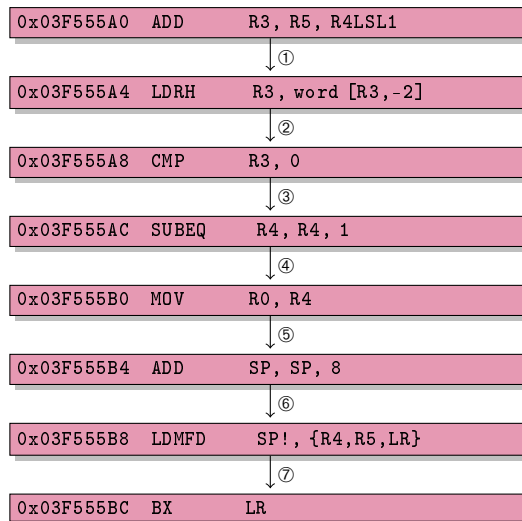 0x03F555A0 ADD R3, R5, R4LSL1
①
0x03F555A4 LDRH R3, word [R3,-2]
②
0x03F555A8 CMP R3, 0
③
0x03F555AC SUBEQ R4, R4, 1
④
0x03F555B0 MOV R0, R4
⑤
0x03F555B4 ADD SP, SP, 8
⑥
0x03F555B8 LDMFD SP!, {R4,R5,LR}
⑦
0x03F555BC BX LR